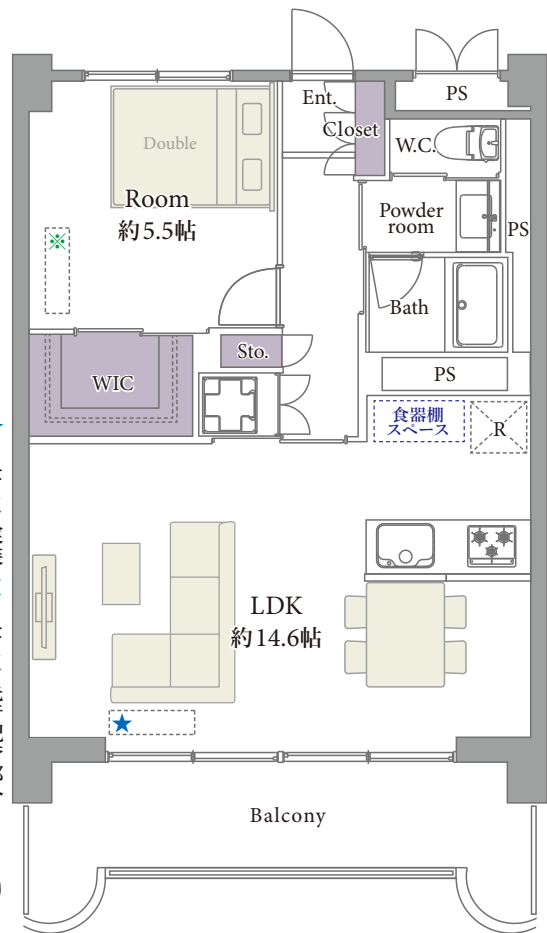 Ent.
PS
Closet
W.C.
Double
Room
約5.5帖
Powder
room
PS
※
Bath
Sto.
WIC
PS
食器棚
スペース
R
LDK
約14.6帖
★
Balcony